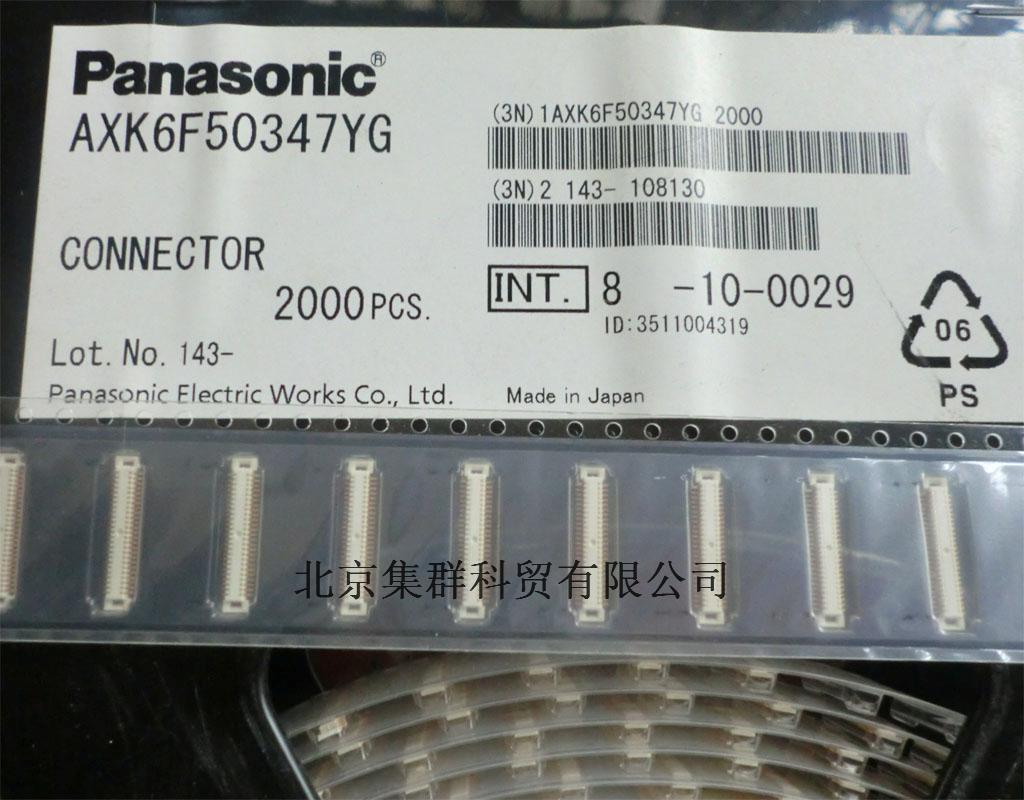 Panasonic®
AXK6F50347YG
CONNECTOR
2000PCS.
Lot. No. 143-
Panasonic Electric Works Co., Ltd.
(3N)1AXK6F50347YG 2000
(3N)2 143- 108130
INT. 8 -10-0029
ID:3511004319
Made in Japan
06
PS
北京集群科贸有限公司